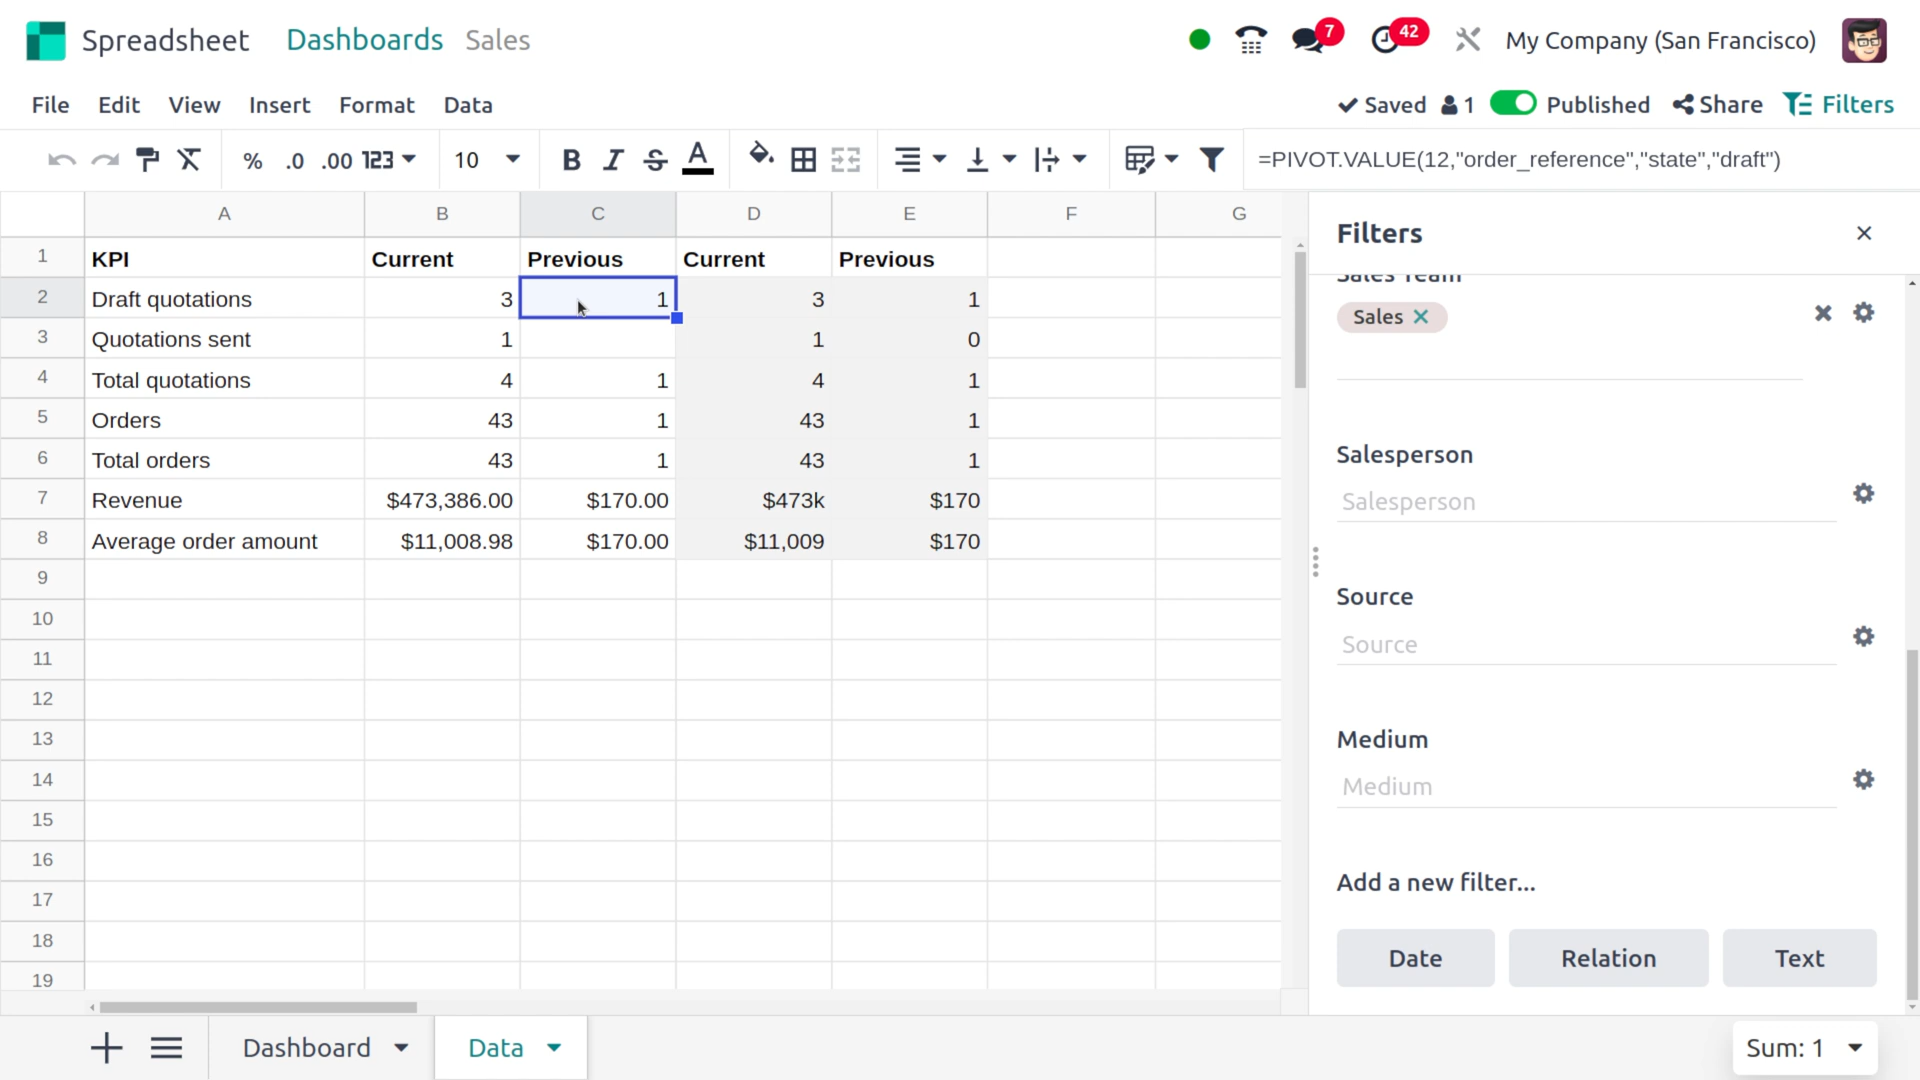 Spreadsheet Dashboards Sales 7 42 My Company (San Francisco)
File Edit View Insert Format Data Saved 1 Published Share Filters
% .0 .00 123 10 B I S A =PIVOT.VALUE(12,"order_reference","state","draft")
A B C D E F G
1 KPI Current Previous Current Previous
2 Draft quotations 3 1 3 1
3 Quotations sent 1 1 0
4 Total quotations 4 1 4 1
5 Orders 43 1 43 1
6 Total orders 43 1 43 1
7 Revenue $473,386.00 $170.00 $473k $170
8 Average order amount $11,008.98 $170.00 $11,009 $170
9
10
11
12
13
14
15
16
17
18
19
Filters
Sales Team
Sales
Salesperson
Salesperson
Source
Source
Medium
Medium
Add a new filter...
Date Relation Text
Dashboard Data Sum: 1